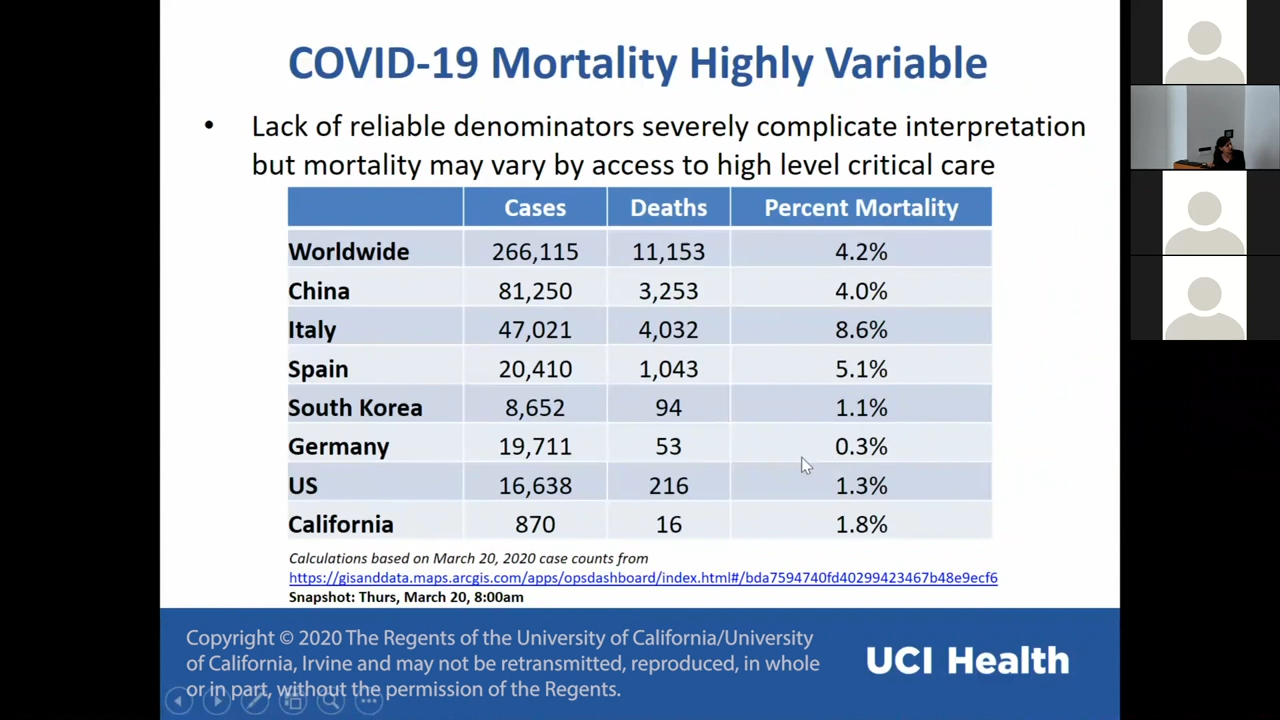 COVID-19 Mortality Highly Variable
• Lack of reliable denominators severely complicate interpretation
but mortality may vary by access to high level critical care
Cases Deaths Percent Mortality
Worldwide 266,115 11,153 4.2%
China 81,250 3,253 4.0%
Italy 47,021 4,032 8.6%
Spain 20,410 1,043 5.1%
South Korea 8,652 94 1.1%
Germany 19,711 53 0.3%
US 16,638 216 1.3%
California 870 16 1.8%
Calculations based on March 20, 2020 case counts from
https://gisanddata.maps.arcgis.com/apps/opsdashboard/index.html#/bda7594740fd40299423467b48e9ecf6
Snapshot: Thurs, March 20, 8:00am
Copyright © 2020 The Regents of the University of California/University
of California, Irvine and may not be retransmitted, reproduced, in whole
or in part, without the permission of the Regents.
UCI Health